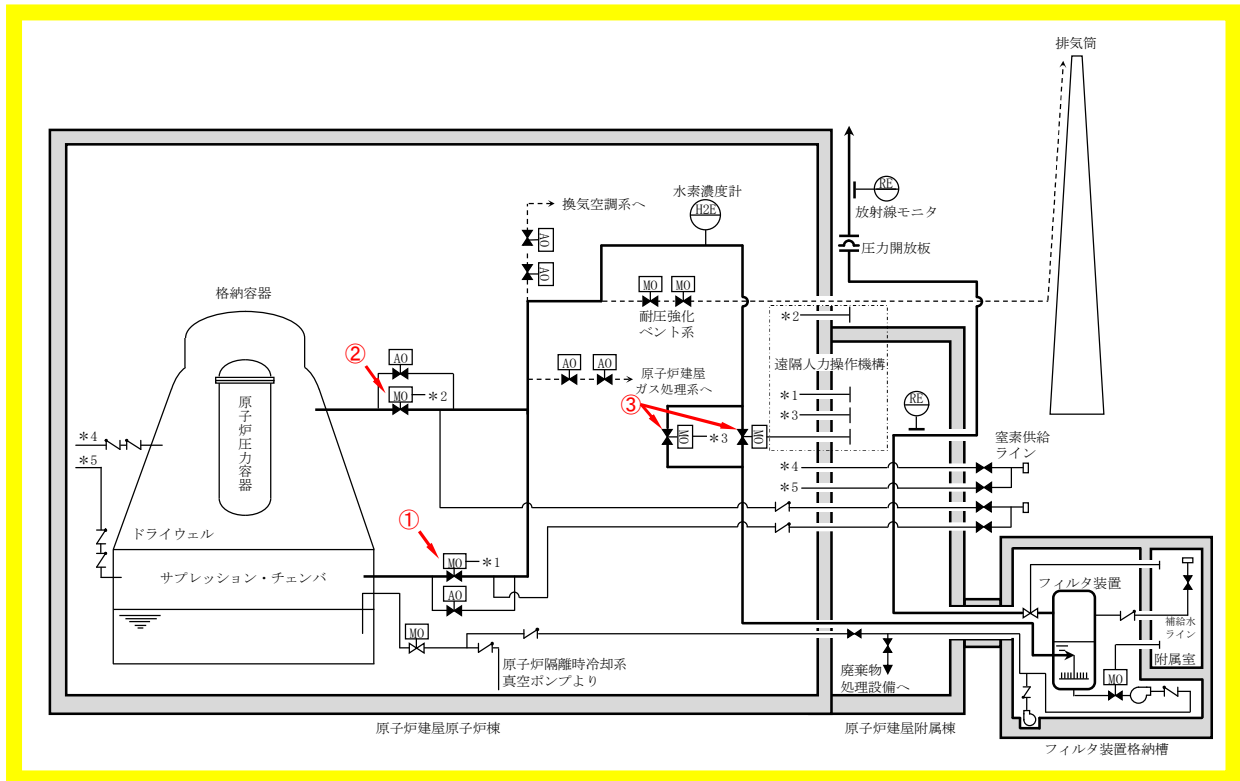 排気筒
水素濃度計
H2E
RE
放射線モニタ
圧力開放板
換気空調系へ
AO
AO
格納容器
MO
MO
耐圧強化
ベント系
*2
遠隔人力操作機構
②
AO
MO
*2
AO
AO
原子炉建屋
ガス処理系へ
*1
*3
③
RE
MO
*3
MO
原子炉圧力容器
*4
*5
*4
*5
窒素供給
ライン
ドライウェル
①
MO
*1
サプレッション・チェンバ
AO
フィルタ装置
MO
補給水
ライン
附属室
原子炉隔離時冷却系
真空ポンプより
廃棄物
処理設備へ
MO
原子炉建屋原子炉棟
原子炉建屋附属棟
フィルタ装置格納槽